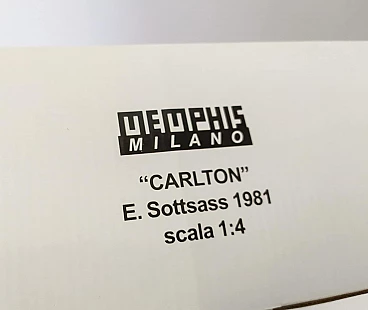 MEMPHIS
MILANO
“CARLTON”
E. Sottsass 1981
scala 1:4